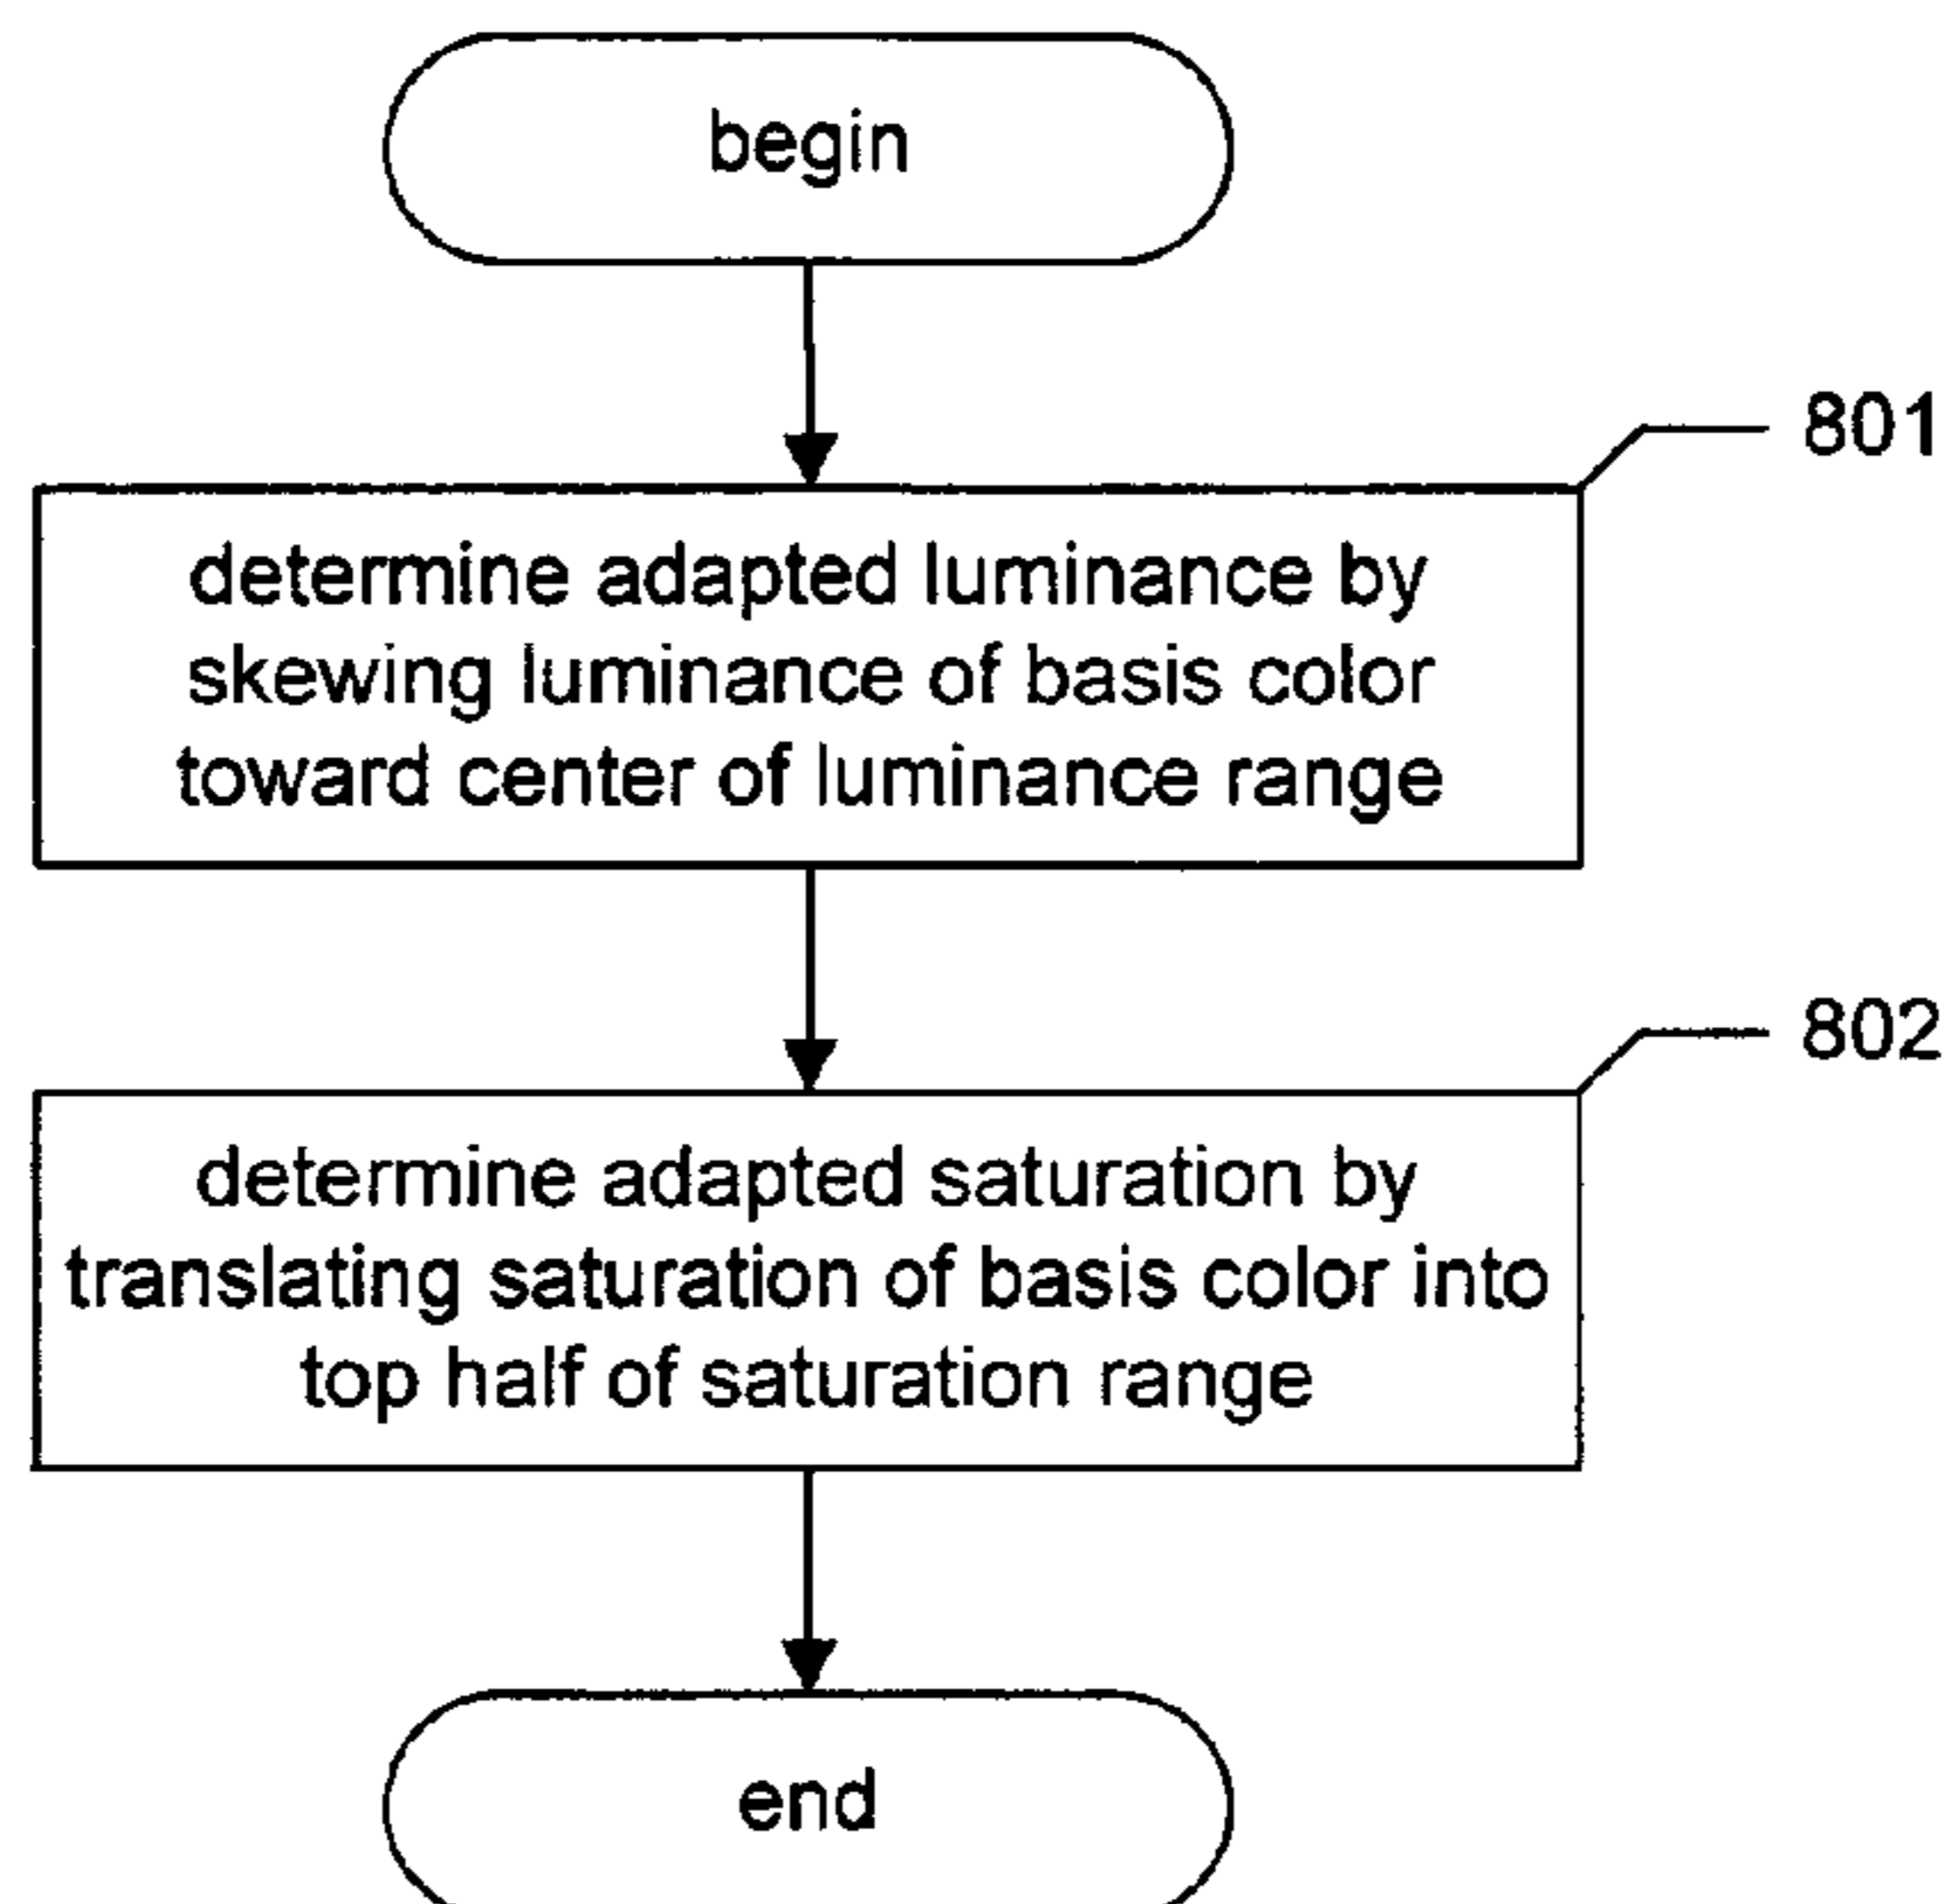 begin
801
determine adapted luminance by
skewing luminance of basis color
toward center of luminance range
802
determine adapted saturation by
translating saturation of basis color into
top half of saturation range
end